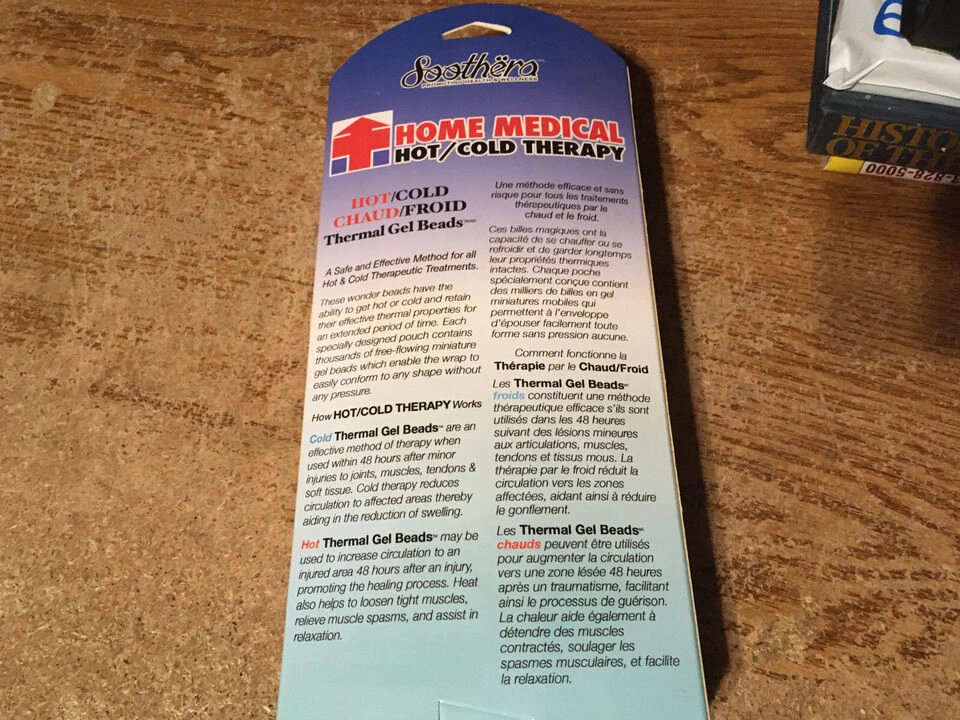 Soothëra
PROMOTING HEALTH & WELLNESS
HOME MEDICAL
HOT/COLD THERAPY
HOT/COLD
CHAUD/FROID
Thermal Gel Beads
A Safe and Effective Method for all
Hot & Cold Therapeutic Treatments.
These wonder beads have the
ability to get hot or cold and retain
their effective thermal properties for
an extended period of time. Each
specially designed pouch contains
thousands of free-flowing miniature
gel beads which enable the wrap to
easily conform to any shape without
any pressure.
How HOT/COLD THERAPY Works
Cold Thermal Gel Beads™ are an
effective method of therapy when
used within 48 hours after minor
injuries to joints, muscles, tendons &
soft tissue. Cold therapy reduces
circulation to affected areas thereby
aiding in the reduction of swelling.
Hot Thermal Gel Beads™ may be
used to increase circulation to an
injured area 48 hours after an injury,
promoting the healing process. Heat
also helps to loosen tight muscles,
relieve muscle spasms, and assist in
relaxation.
Une méthode efficace et sans
risque pour tous les traitements
thérapeutiques par le
chaud et le froid.
Ces billes magiques ont la
capacité de se chauffer ou se
refroidir et de garder longtemps
leur propriétés thermiques
intactes. Chaque poche
spécialement conçue contient
des milliers de billes en gel
miniatures mobiles qui
permettent à l'enveloppe
d'épouser facilement toute
forme sans pression aucune.
Comment fonctionne la
Thérapie par le Chaud/Froid
Les Thermal Gel Beads
froids constituent une méthode
thérapeutique efficace s'ils sont
utilisés dans les 48 heures
suivant des lésions mineures
aux articulations, muscles,
tendons et tissus mous. La
thérapie par le froid réduit la
circulation vers les zones
affectées, aidant ainsi à réduire
le gonflement.
Les Thermal Gel Beads
chauds peuvent être utilisés
pour augmenter la circulation
vers une zone lésée 48 heures
après un traumatisme, facilitant
ainsi le processus de guérison.
La chaleur aide également à
détendre des muscles
contractés, soulager les
spasmes musculaires, et facilite
la relaxation.
OF THE
828-5000